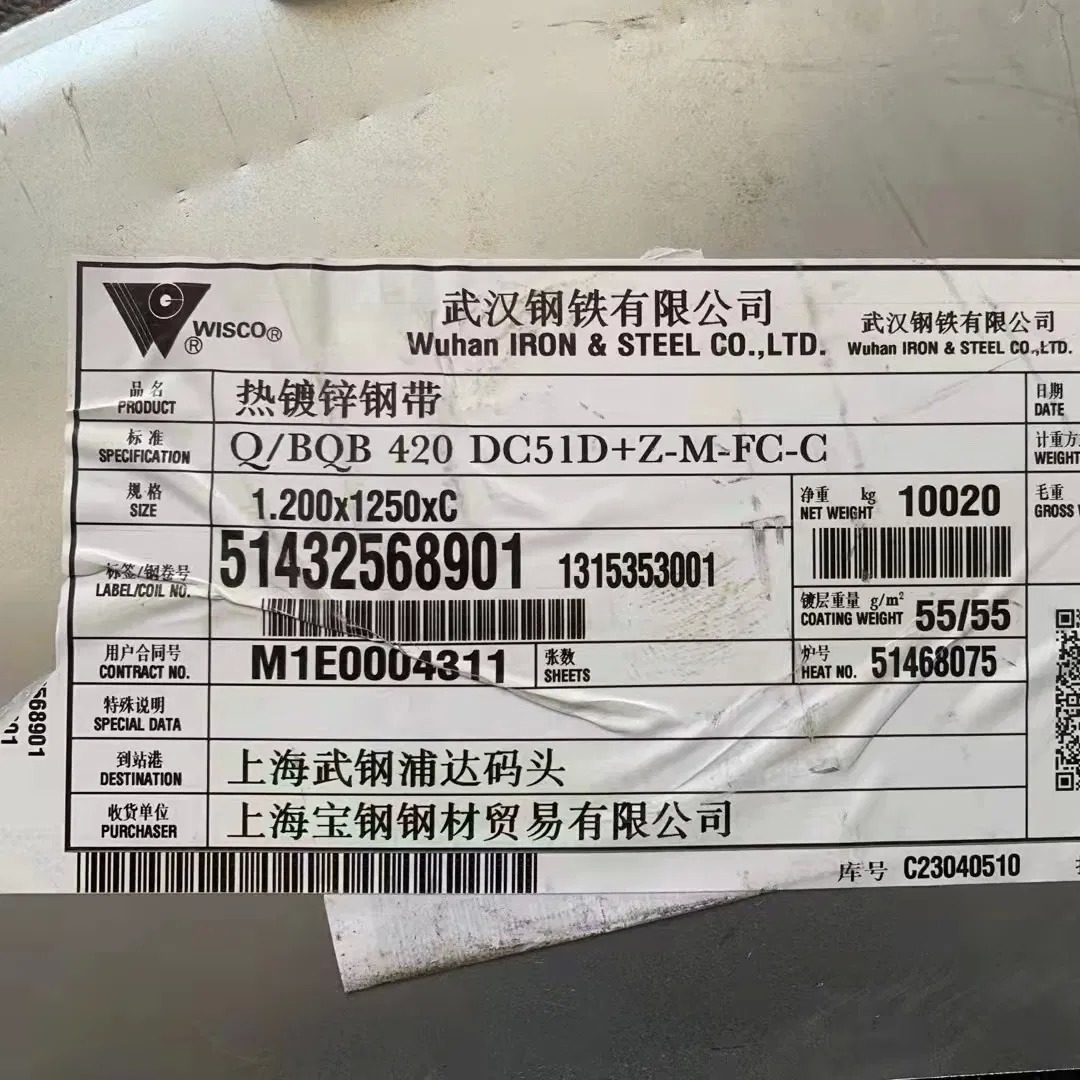 WISCO®
®
武汉钢铁有限公司
Wuhan IRON & STEEL CO.,LTD.
武汉钢铁有限公司
Wuhan IRON & STEEL CO.,LTD.
品名
PRODUCT
热镀锌钢带
日期
DATE
标准
SPECIFICATION
Q/BQB 420 DC51D+Z-M-FC-C
计重方
WEIGHT
规格
SIZE
1.200x1250xC
净重 kg
NET WEIGHT
10020
毛重
GROSS
标签/钢卷号
LABEL/COIL NO.
51432568901
1315353001
镀层重量 g/m²
COATING WEIGHT
55/55
用户合同号
CONTRACT NO.
M1E0004311
张数
SHEETS
炉号
HEAT NO.
51468075
特殊说明
SPECIAL DATA
到站港
DESTINATION
上海武钢浦达码头
收货单位
PURCHASER
上海宝钢钢材贸易有限公司
库号 C23040510
568901